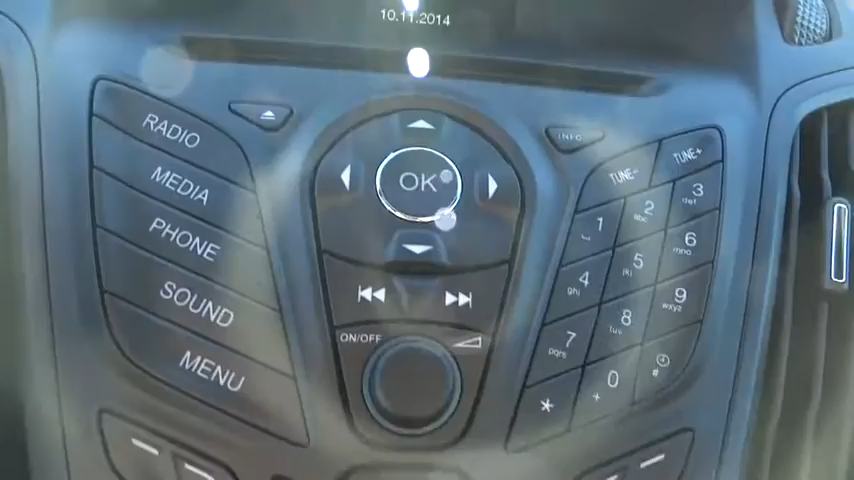 10.11.2014
RADIO
MEDIA
PHONE
SOUND
MENU
OK
ON/OFF
INFO
TUNE- TUNE+
1 2 abc 3 def
4 ghi 5 jkl 6 mno
7 pqrs 8 tuv 9 wxyz
* 0 + #